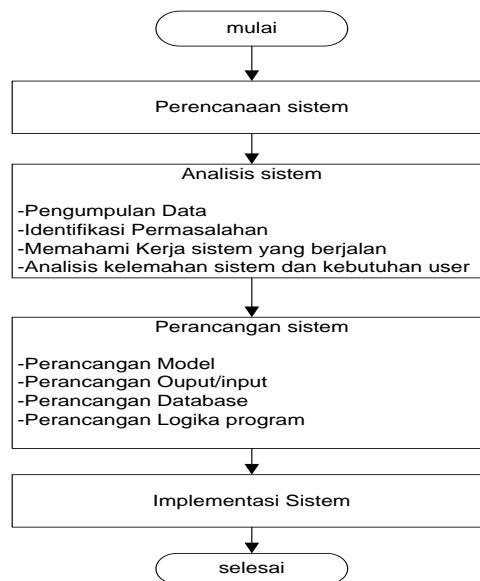 mulai
Perencanaan sistem
Analisis sistem
-Pengumpulan Data
-Identifikasi Permasalahan
-Memahami Kerja sistem yang berjalan
-Analisis kelemahan sistem dan kebutuhan user
Perancangan sistem
-Perancangan Model
-Perancangan Ouput/input
-Perancangan Database
-Perancangan Logika program
Implementasi Sistem
selesai